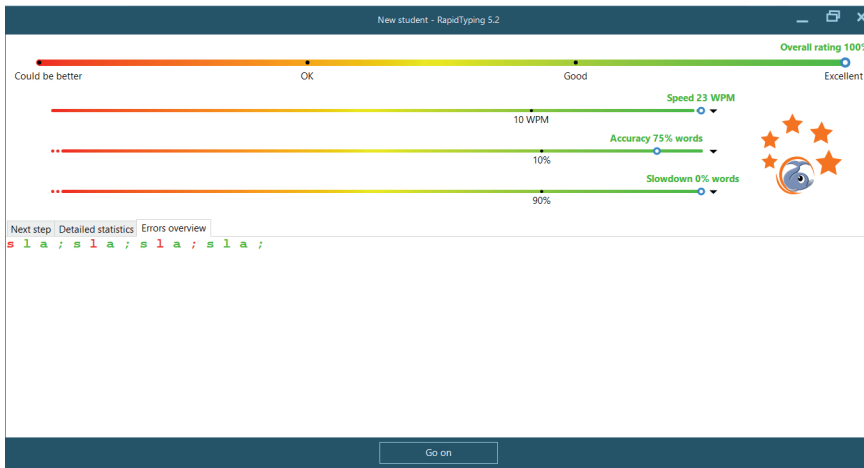 New student - RapidTyping 5.2
Overall rating 100%
Could be better OK Good Excellent
Speed 23 WPM
10 WPM
Accuracy 75% words
10%
Slowdown 0% words
90%
Next step Detailed statistics Errors overview
s l a ; s l a ; s l a ; s l a ;
Go on